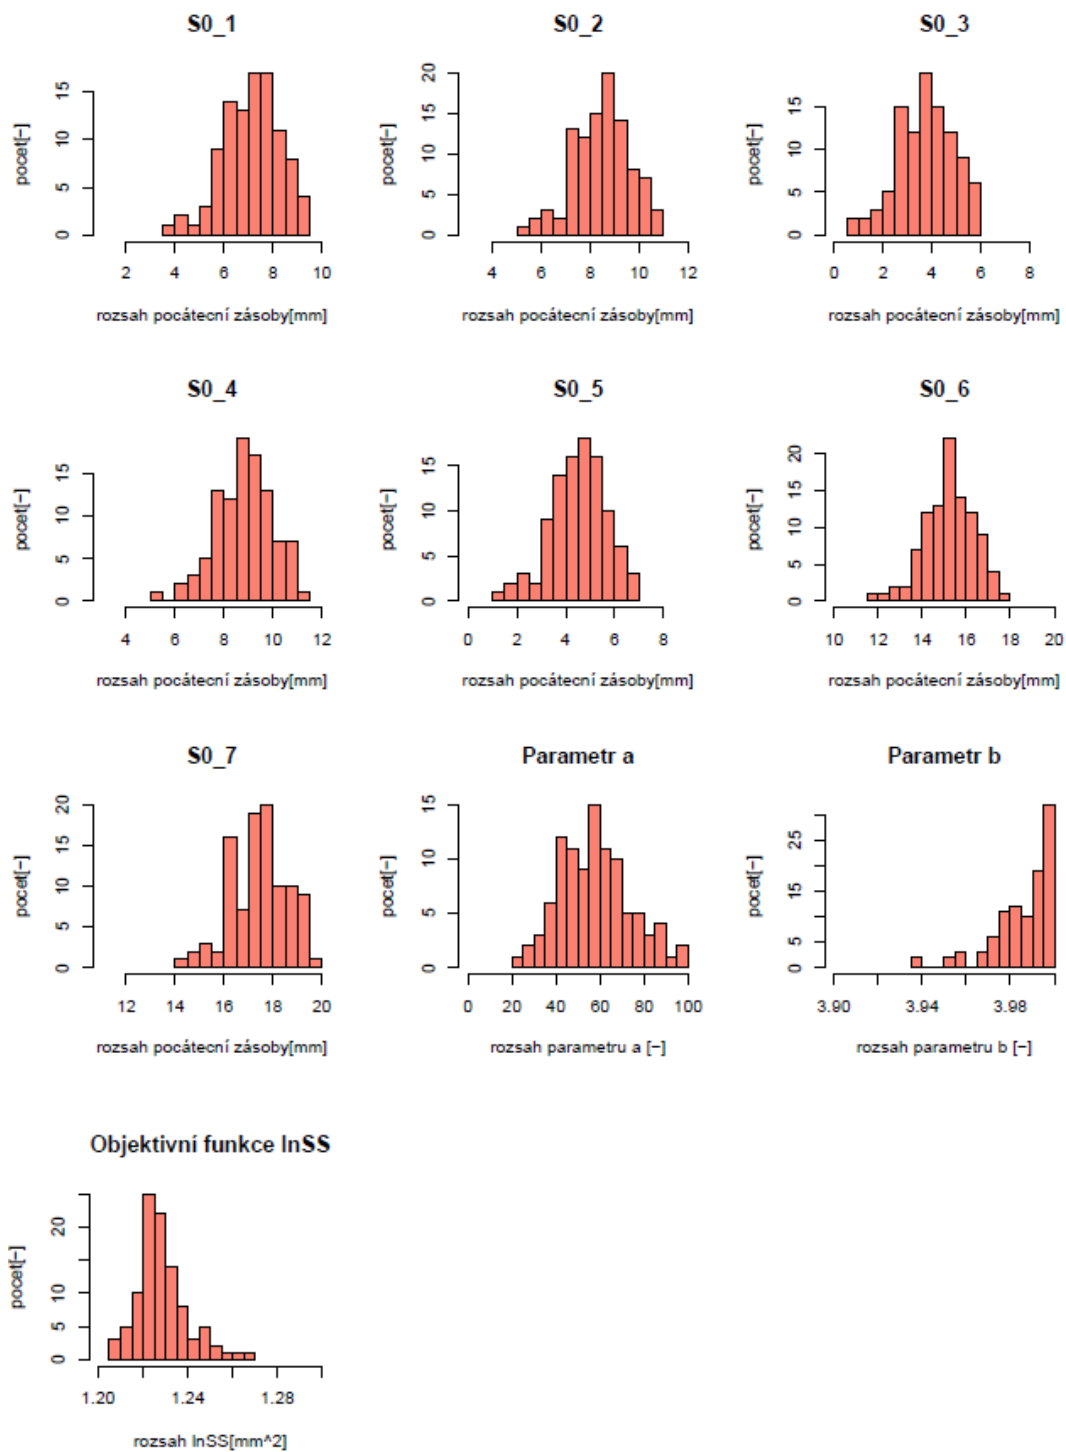 S0_1
S0_2
S0_3
pocet[−]
0 5 10 15
2 4 6 8 10
rozsah pocátecní zásoby[mm]
pocet[−]
0 5 10 15 20
4 6 8 10 12
rozsah pocátecní zásoby[mm]
pocet[−]
0 5 10 15
0 2 4 6 8
rozsah pocátecní zásoby[mm]
S0_4
S0_5
S0_6
pocet[−]
0 5 10 15
4 6 8 10 12
rozsah pocátecní zásoby[mm]
pocet[−]
0 5 10 15
0 2 4 6 8
rozsah pocátecní zásoby[mm]
pocet[−]
0 5 10 15 20
10 12 14 16 18 20
rozsah pocátecní zásoby[mm]
S0_7
Parametr a
Parametr b
pocet[−]
0 5 10 15 20
12 14 16 18 20
rozsah pocátecní zásoby[mm]
pocet[−]
0 5 10 15
0 20 40 60 80 100
rozsah parametru a [−]
pocet[−]
0 5 15 25
3.90 3.94 3.98
rozsah parametru b [−]
Objektivní funkce lnSS
pocet[−]
0 5 10 20
1.20 1.24 1.28
rozsah lnSS[mm^2]